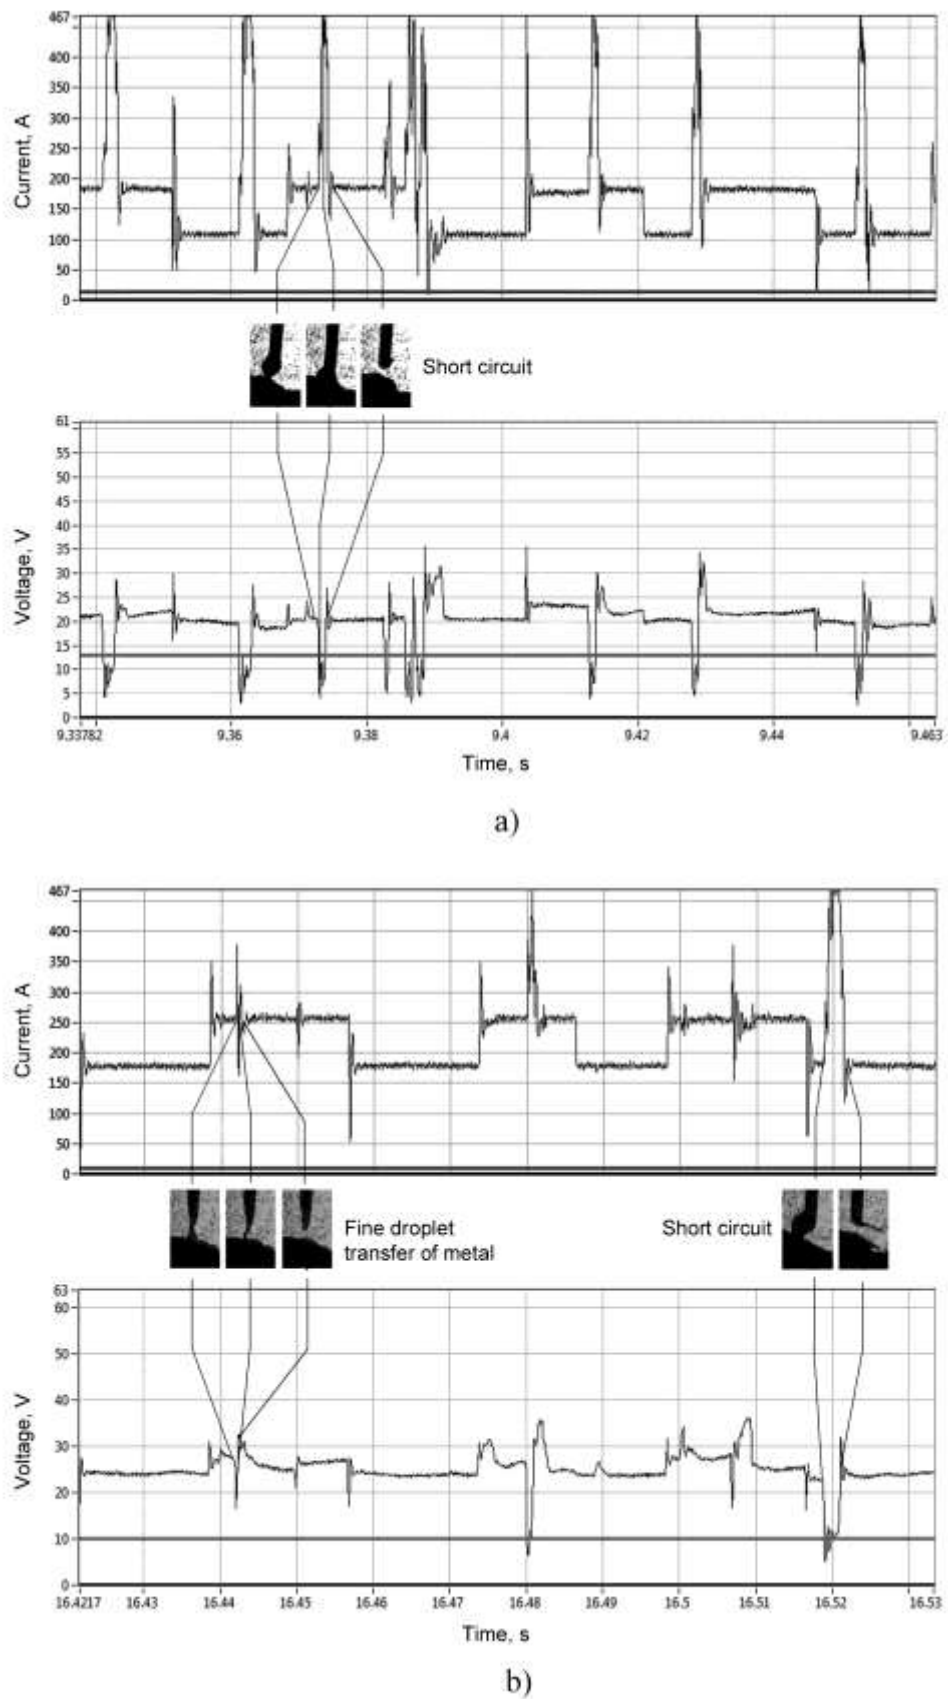 467
400
350
300
250
200
150
100
50
0
Current, A
Short circuit
61
55
50
45
40
35
30
25
20
15
10
5
0
Voltage, V
9.33782 9.36 9.38 9.4 9.42 9.44 9.463
Time, s
a)
467
400
350
300
250
200
150
100
50
0
Current, A
Fine droplet
transfer of metal
Short circuit
63
60
50
40
30
20
10
0
Voltage, V
16.4217 16.43 16.44 16.45 16.46 16.47 16.48 16.49 16.5 16.51 16.52 16.53
Time, s
b)